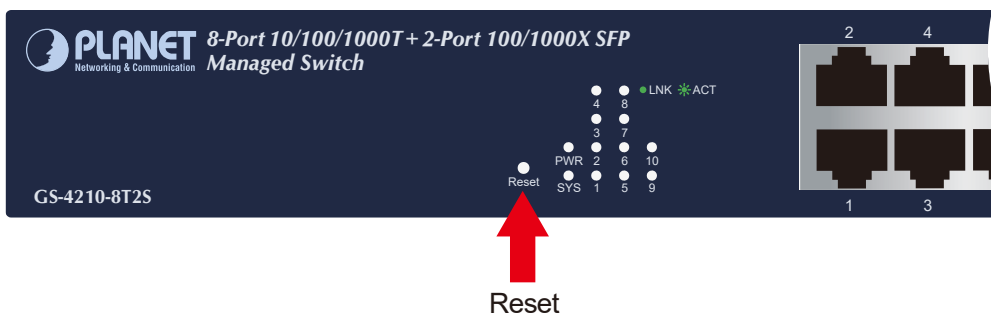 PLANET
Networking & Communication
8-Port 10/100/1000T + 2-Port 100/1000X SFP
Managed Switch
LNK ACT
4 8
3 7
PWR 2 6 10
SYS 1 5 9
Reset
GS-4210-8T2S
2 4
1 3
Reset